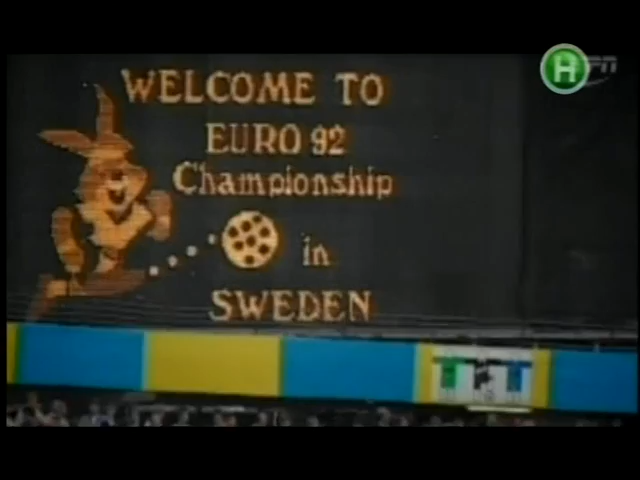 WELCOME TO
EURO 92
Championship
in
SWEDEN
H